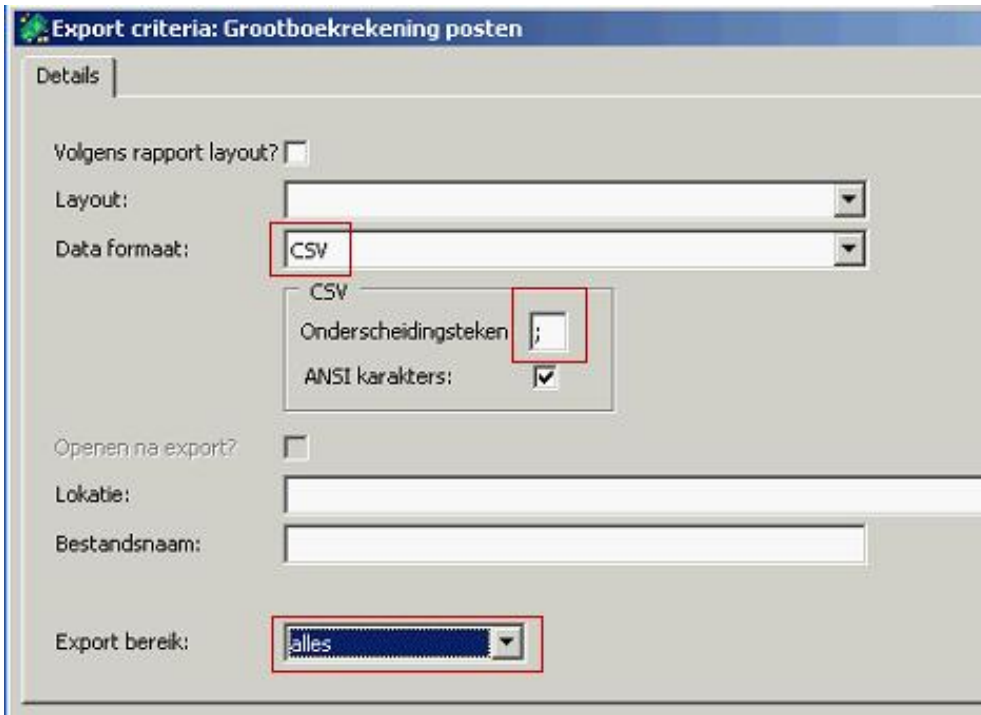 Export criteria: Grootboekrekening posten
Details
Volgens rapport layout?
Layout:
Data formaat: CSV
CSV
Onderscheidingsteken ;
ANSI karakters:
Openen na export?
Lokatie:
Bestandsnaam:
Export bereik: alles